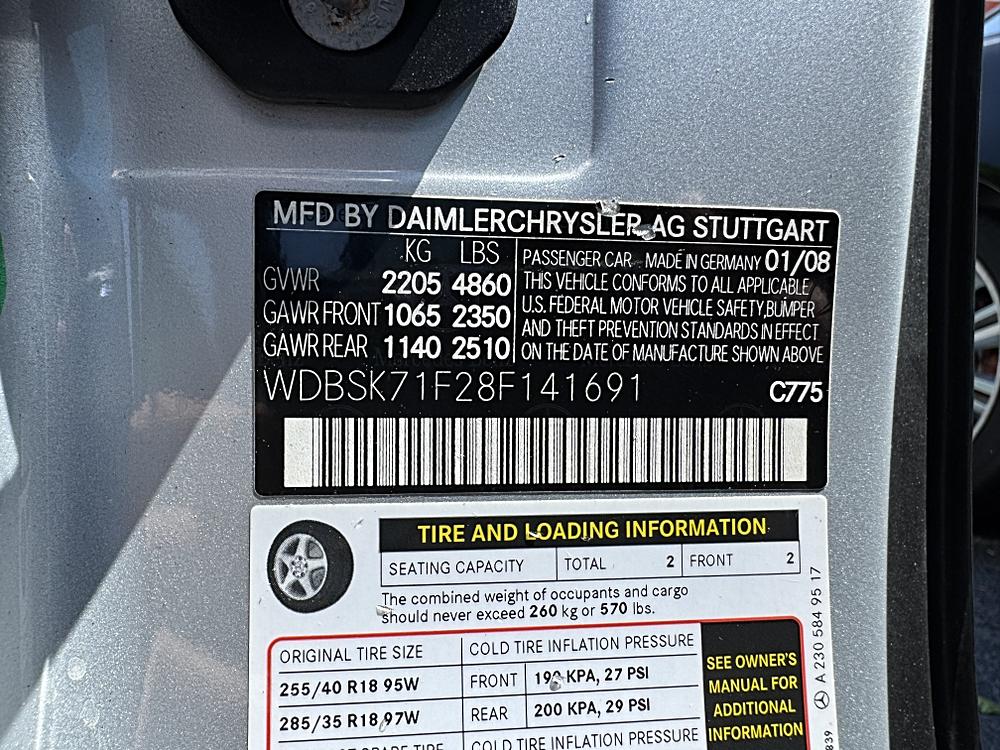 MFD BY DAIMLERCHRYSLER AG STUTTGART
KG LBS
GVWR 2205 4860
GAWR FRONT 1065 2350
GAWR REAR 1140 2510
PASSENGER CAR MADE IN GERMANY 01/08
THIS VEHICLE CONFORMS TO ALL APPLICABLE
U.S. FEDERAL MOTOR VEHICLE SAFETY, BUMPER
AND THEFT PREVENTION STANDARDS IN EFFECT
ON THE DATE OF MANUFACTURE SHOWN ABOVE
WDBSK71F28F141691 C775
TIRE AND LOADING INFORMATION
SEATING CAPACITY TOTAL 2 FRONT 2
The combined weight of occupants and cargo
should never exceed 260 kg or 570 lbs.
ORIGINAL TIRE SIZE COLD TIRE INFLATION PRESSURE
255/40 R18 95W FRONT KPA, 27 PSI
285/35 R18 97W REAR 200 KPA, 29 PSI
SPARE TIRE COLD TIRE INFLATION PRESSURE
SEE OWNER'S
MANUAL FOR
ADDITIONAL
INFORMATION
A 230 584 95 17